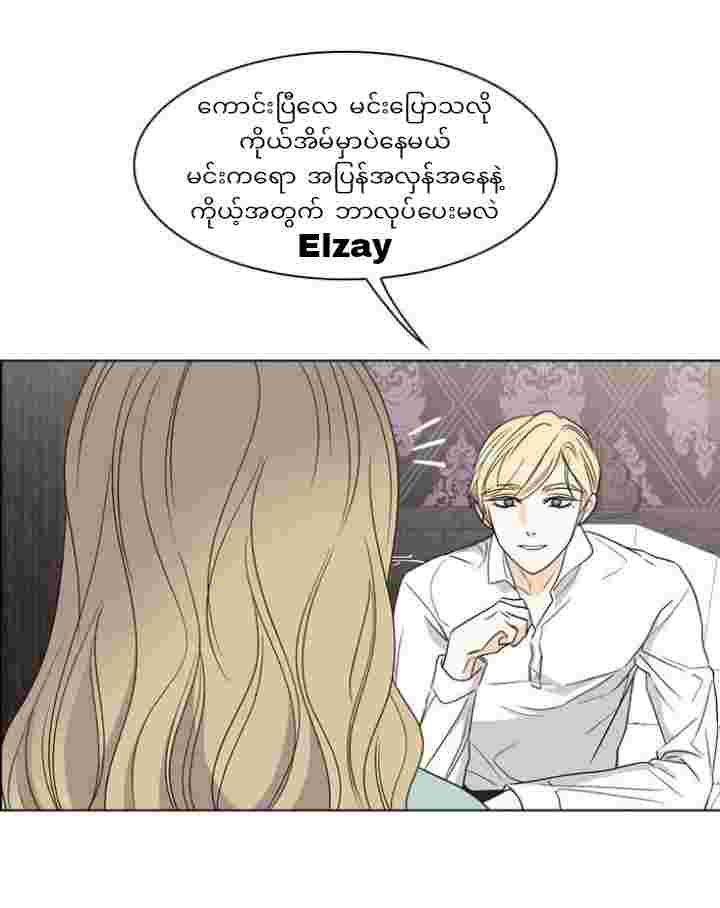 ကောင်းပြီလေ မင်းပြောသလို
ကိုယ်အိမ်မှာပဲနေမယ်
မင်းကရော အပြန်အလှန်အနေနဲ့
ကိုယ့်အတွက် ဘာလုပ်ပေးမလဲ
Elzay